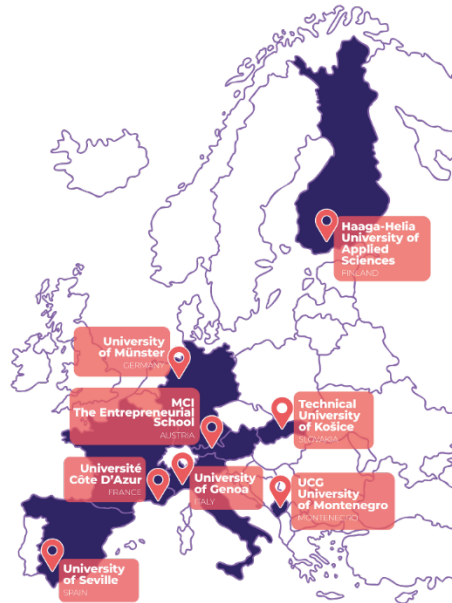 Haaga-Helia
University of
Applied
Sciences
FINLAND
University
of Münster
GERMANY
MCI
The Entrepreneurial
School
AUSTRIA
Technical
University
of Košice
SLOVAKIA
Université
Côte D'Azur
FRANCE
University
of Genoa
ITALY
UCG
University
of Montenegro
MONTENEGRO
University
of Seville
SPAIN